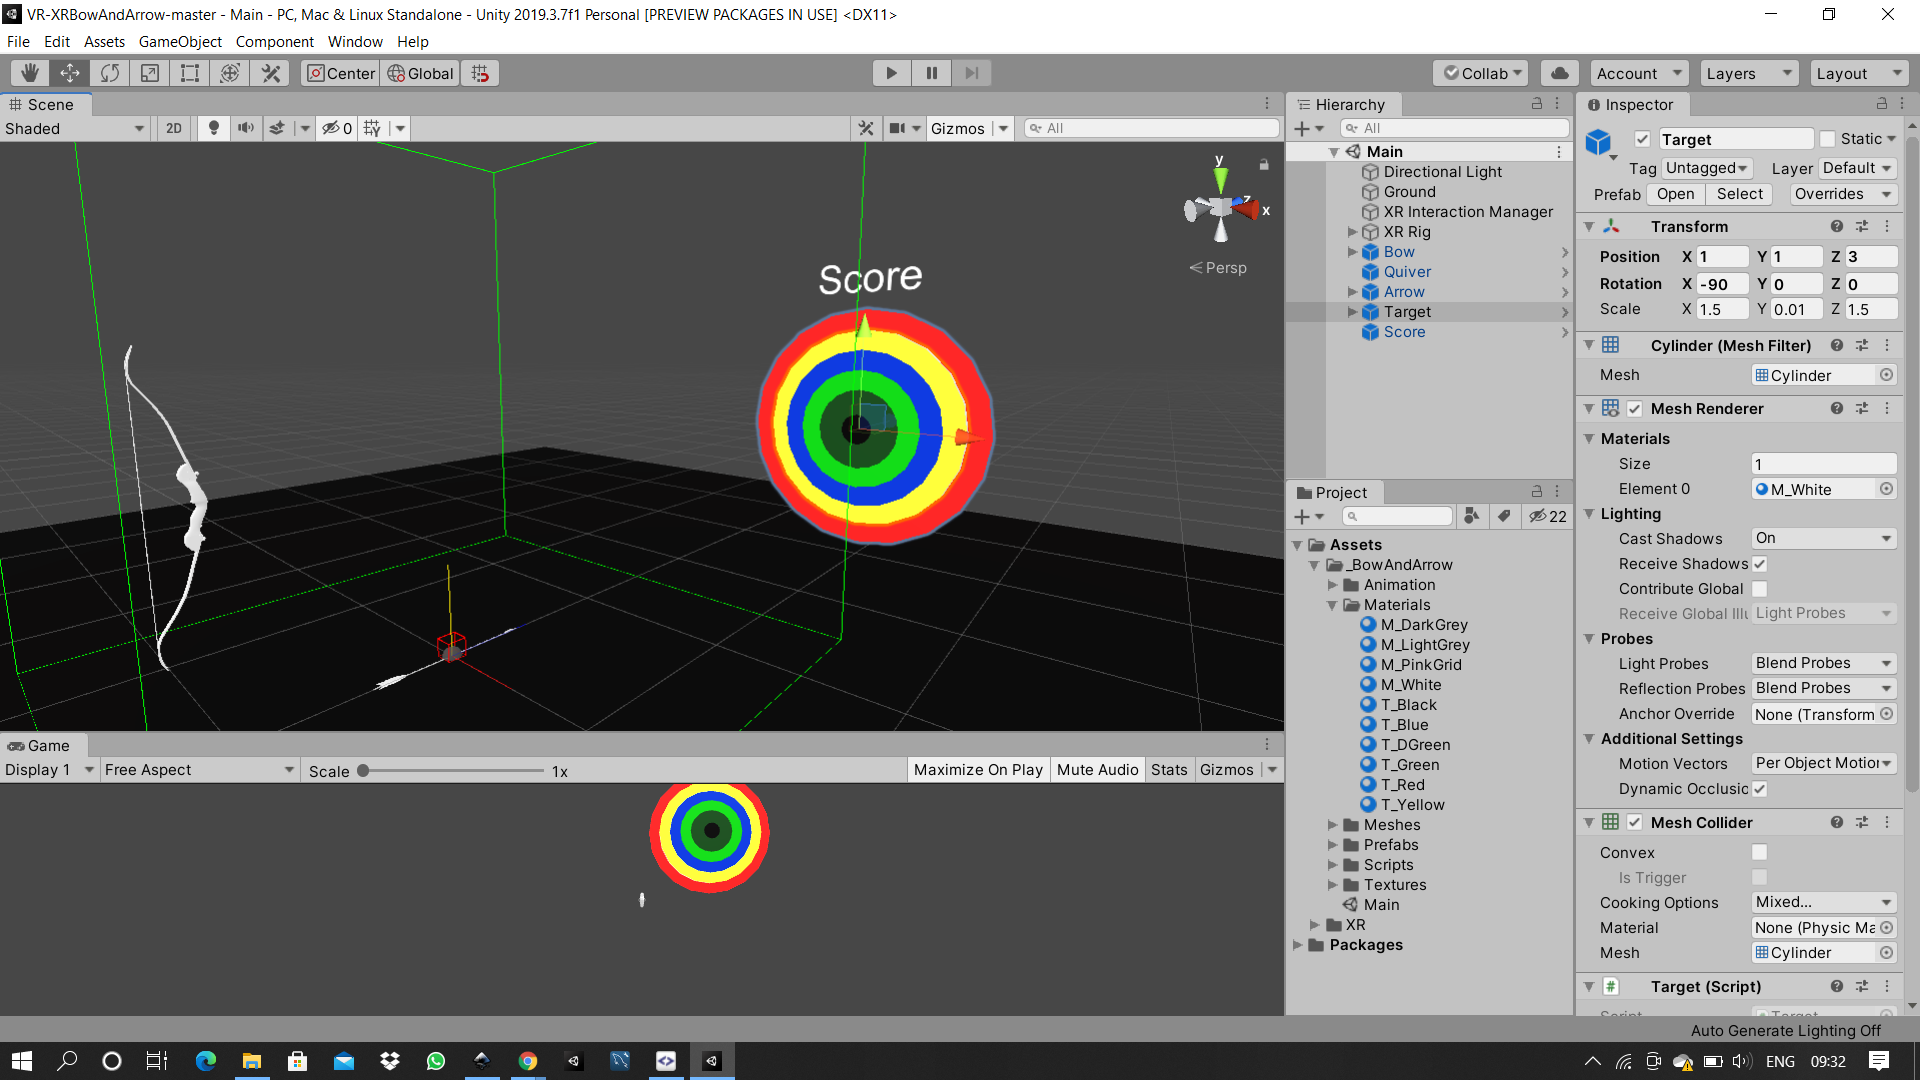 VR-XRBowAndArrow-master - Main - PC, Mac & Linux Standalone - Unity 2019.3.7f1 Personal [PREVIEW PACKAGES IN USE] <DX11>
File Edit Assets GameObject Component Window Help
Center Global Collab Account Layers Layout
Scene
Shaded 2D 0 Gizmos All
y
z
x
Persp
Score
Game
Display 1 Free Aspect Scale 1x Maximize On Play Mute Audio Stats Gizmos
Hierarchy
All
Main
Directional Light
Ground
XR Interaction Manager
XR Rig
Bow
Quiver
Arrow
Target
Score
Project
22
Assets
_BowAndArrow
Animation
Materials
M_DarkGrey
M_LightGrey
M_PinkGrid
M_White
T_Black
T_Blue
T_DGreen
T_Green
T_Red
T_Yellow
Meshes
Prefabs
Scripts
Textures
Main
XR
Packages
Inspector
Target Static
Tag Untagged Layer Default
Prefab Open Select Overrides
Transform
Position X 1 Y 1 Z 3
Rotation X -90 Y 0 Z 0
Scale X 1.5 Y 0.01 Z 1.5
Cylinder (Mesh Filter)
Mesh Cylinder
Mesh Renderer
Materials
Size 1
Element 0 M_White
Lighting
Cast Shadows On
Receive Shadows
Contribute Global
Receive Global Illu Light Probes
Probes
Light Probes Blend Probes
Reflection Probes Blend Probes
Anchor Override None (Transform
Additional Settings
Motion Vectors Per Object Motion
Dynamic Occlusio
Mesh Collider
Convex
Is Trigger
Cooking Options Mixed...
Material None (Physic Ma
Mesh Cylinder
# Target (Script)
Auto Generate Lighting Off
ENG 09:32